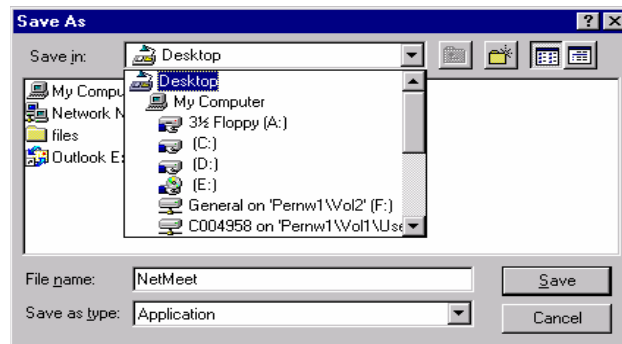 Save As
Save in: Desktop
Desktop
My Computer
3½ Floppy (A:)
(C:)
(D:)
(E:)
General on 'Pernw1\Vol2' (F:)
C004958 on 'Pernw1\Vol1\Use
My Compu
Network N
files
Outlook E
File name: NetMeet
Save
Save as type: Application
Cancel